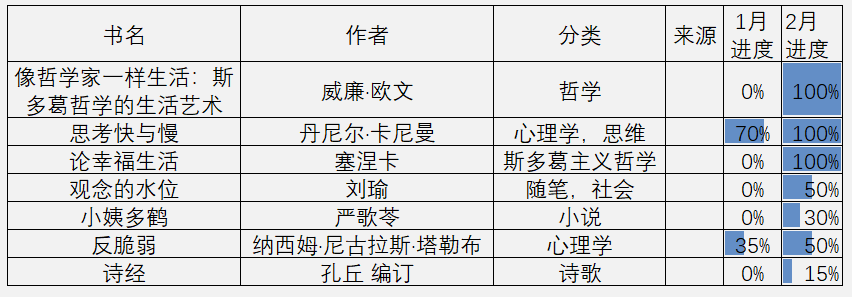 书名 作者 分类 来源 1月进度 2月进度
像哲学家一样生活：斯多葛哲学的生活艺术 威廉·欧文 哲学 0% 100%
思考快与慢 丹尼尔·卡尼曼 心理学，思维 70% 100%
论幸福生活 塞涅卡 斯多葛主义哲学 0% 100%
观念的水位 刘瑜 随笔，社会 0% 50%
小姨多鹤 严歌苓 小说 0% 30%
反脆弱 纳西姆·尼古拉斯·塔勒布 心理学 35% 50%
诗经 孔丘 编订 诗歌 0% 15%